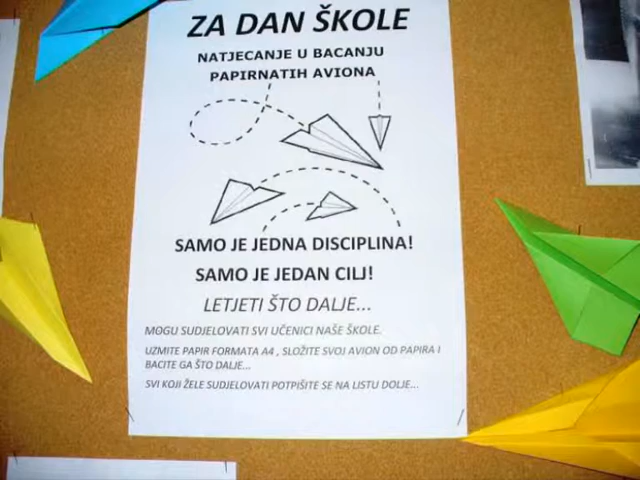 ZA DAN ŠKOLE
NATJECANJE U BACANJU
PAPIRNATIH AVIONA
SAMO JE JEDNA DISCIPLINA!
SAMO JE JEDAN CILJ!
LETJETI ŠTO DALJE...
MOGU SUDJELOVATI SVI UČENICI NAŠE ŠKOLE.
UZMITE PAPIR FORMATA A4 , SLOŽITE SVOJ AVION OD PAPIRA I
BACITE GA ŠTO DALJE...
SVI KOJI ŽELE SUDJELOVATI POTPIŠITE SE NA LISTU DOLJE...